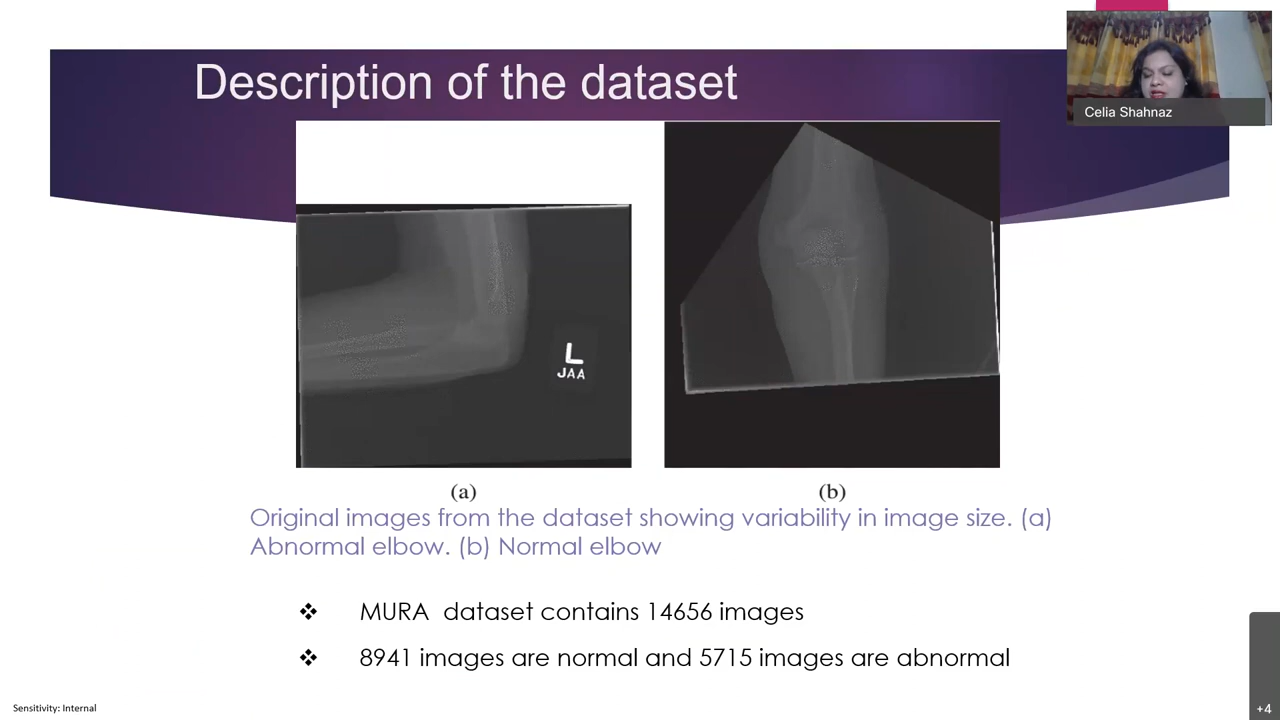 Description of the dataset
Celia Shahnaz
L
JAA
(a)
(b)
Original images from the dataset showing variability in image size. (a)
Abnormal elbow. (b) Normal elbow
❖ MURA dataset contains 14656 images
❖ 8941 images are normal and 5715 images are abnormal
Sensitivity: Internal
+4